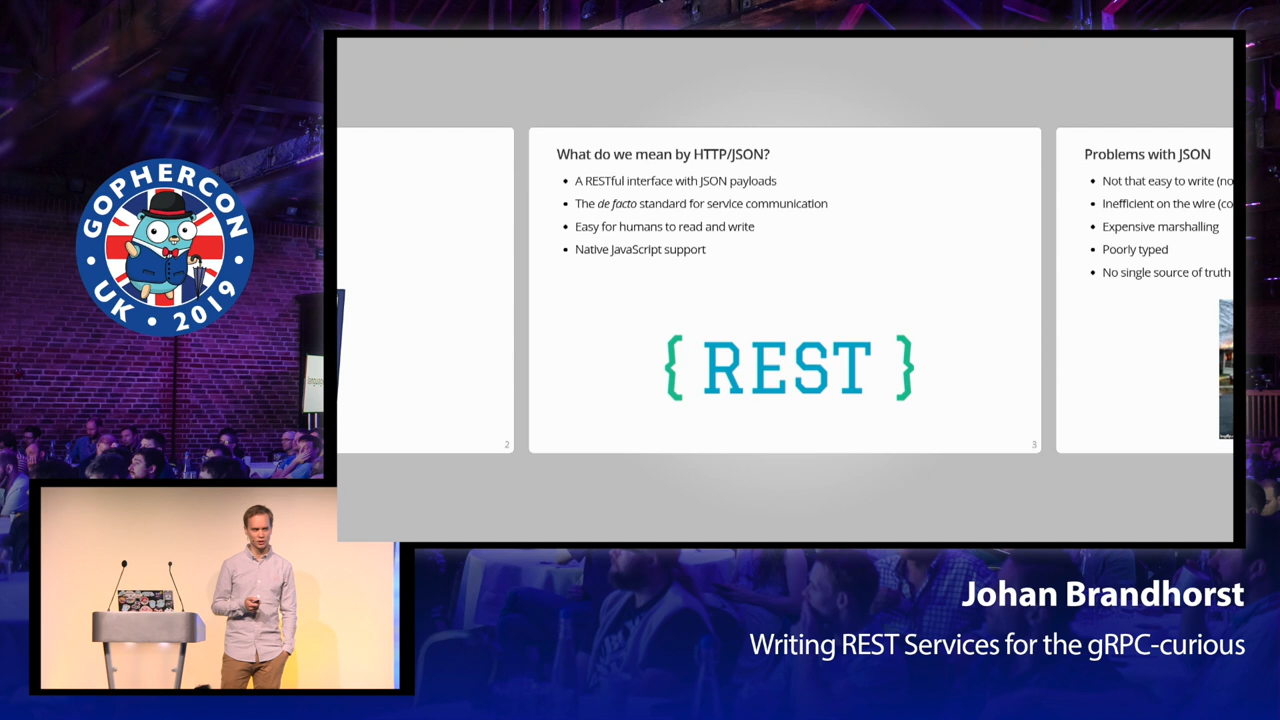 GOPHERCON
UK • 2019
2
What do we mean by HTTP/JSON?
• A RESTful interface with JSON payloads
• The de facto standard for service communication
• Easy for humans to read and write
• Native JavaScript support
{ REST }
3
Problems with JSON
• Not that easy to write (no
• Inefficient on the wire (co
• Expensive marshalling
• Poorly typed
• No single source of truth
Johan Brandhorst
Writing REST Services for the gRPC-curious